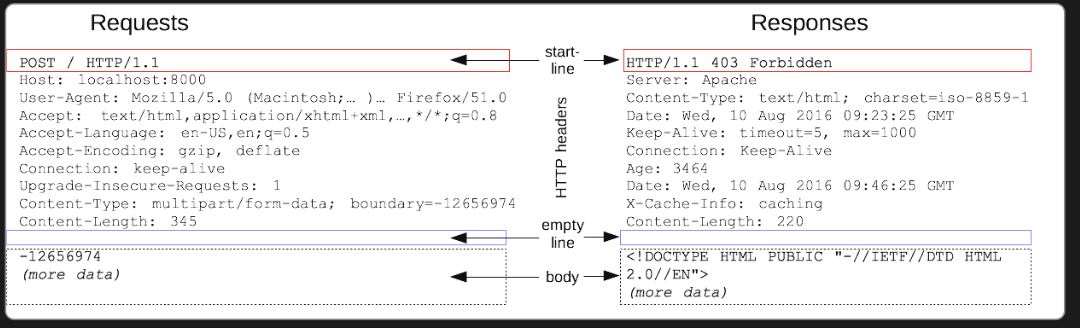 Requests
POST / HTTP/1.1
Host: localhost:8000
User-Agent: Mozilla/5.0 (Macintosh;… )… Firefox/51.0
Accept: text/html,application/xhtml+xml,…,*/*;q=0.8
Accept-Language: en-US,en;q=0.5
Accept-Encoding: gzip, deflate
Connection: keep-alive
Upgrade-Insecure-Requests: 1
Content-Type: multipart/form-data; boundary=-12656974
Content-Length: 345
-12656974
(more data)
start-
line
HTTP headers
empty
line
body
Responses
HTTP/1.1 403 Forbidden
Server: Apache
Content-Type: text/html; charset=iso-8859-1
Date: Wed, 10 Aug 2016 09:23:25 GMT
Keep-Alive: timeout=5, max=1000
Connection: Keep-Alive
Age: 3464
Date: Wed, 10 Aug 2016 09:46:25 GMT
X-Cache-Info: caching
Content-Length: 220
<!DOCTYPE HTML PUBLIC "-//IETF//DTD HTML
2.0//EN">
(more data)